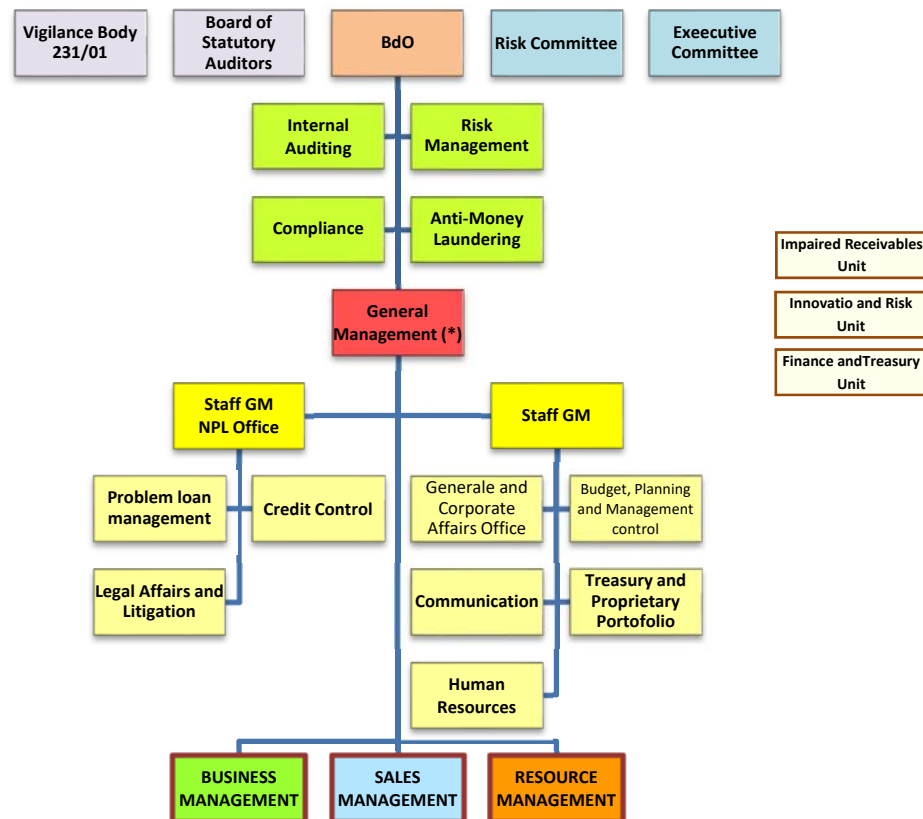 Vigilance Body
231/01
Board of
Statutory
Auditors
BdO
Risk Committee
Exeecutive
Committee
Internal
Auditing
Risk
Management
Compliance
Anti-Money
Laundering
Impaired Receivables
Unit
Innovatio and Risk
Unit
Finance andTreasury
Unit
General
Management (*)
Staff GM
NPL Office
Staff GM
Problem loan
management
Credit Control
Generale and
Corporate
Affairs Office
Budget, Planning
and Management
control
Legal Affairs and
Litigation
Communication
Treasury and
Proprietary
Portofolio
Human
Resources
BUSINESS
MANAGEMENT
SALES
MANAGEMENT
RESOURCE
MANAGEMENT